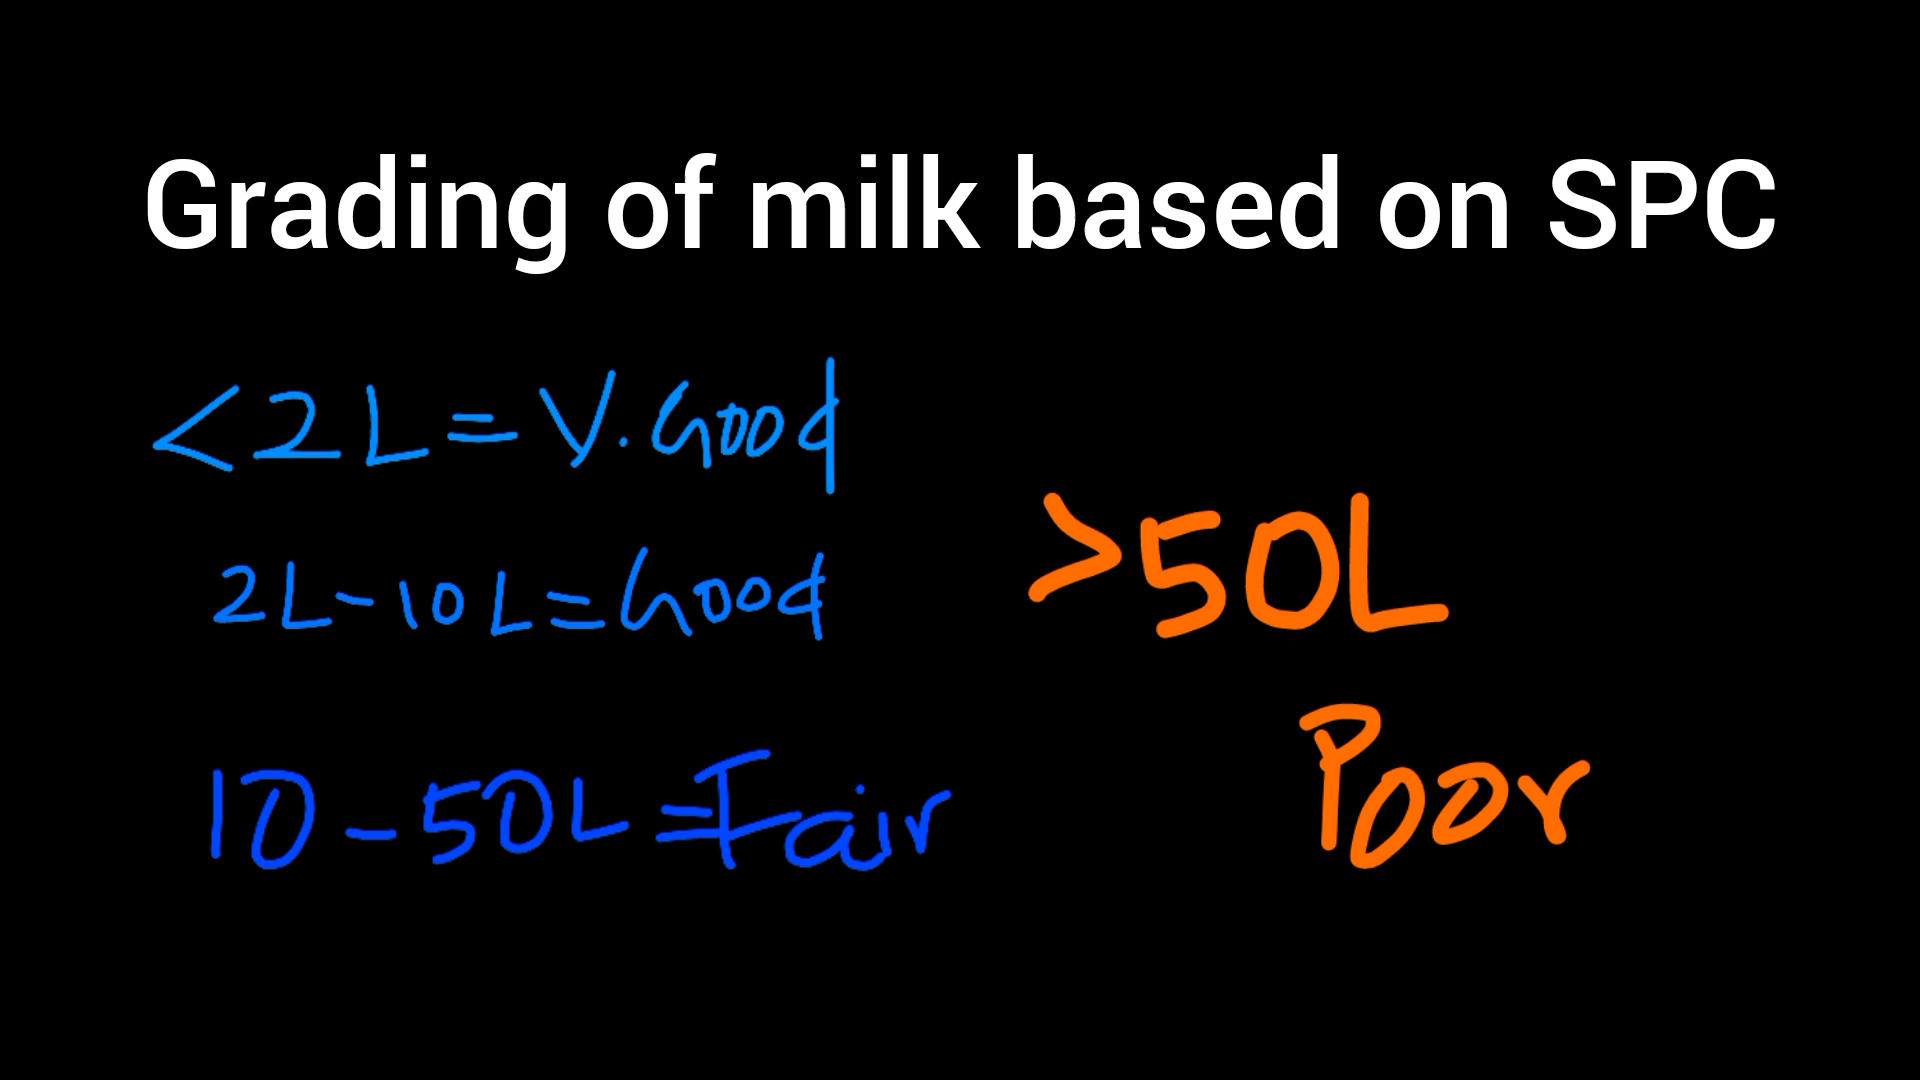 Grading of milk based on SPC
<2L=V.Good
2L-10L=Good
10-50L=Fair
>50L
Poor